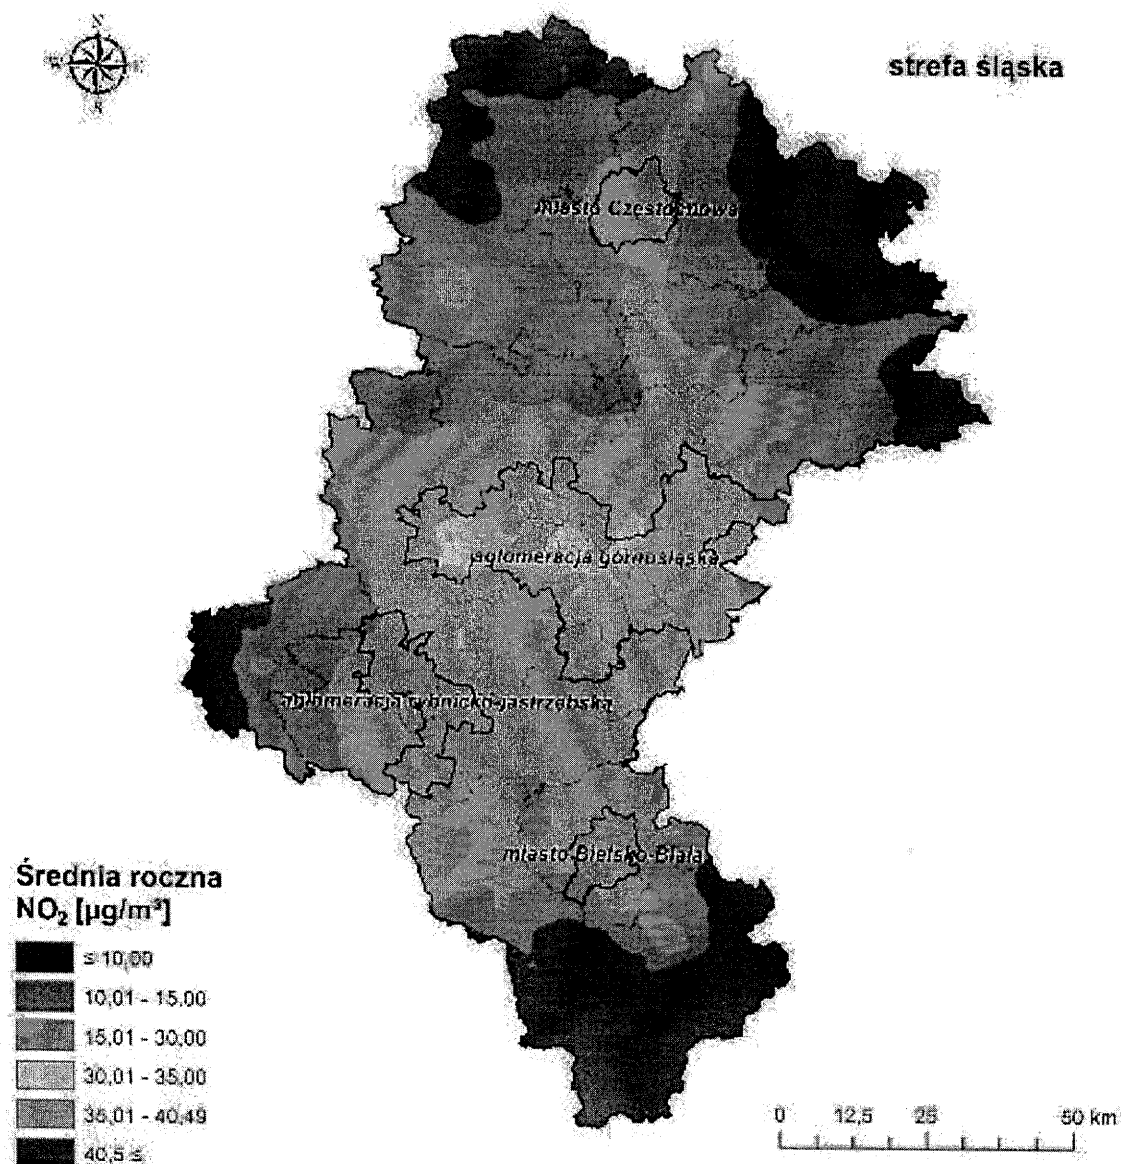 N
W E
S
strefa śląska
miasto Częstochowa
aglomeracja górnośląska
aglomeracja rybnicko-jastrzębska
miasto Bielsko-Biała
Średnia roczna
NO₂ [µg/m³]
≤ 10,00
10,01 - 15,00
15,01 - 30,00
30,01 - 35,00
35,01 - 40,49
40,5 ≤
0 12,5 25 50 km